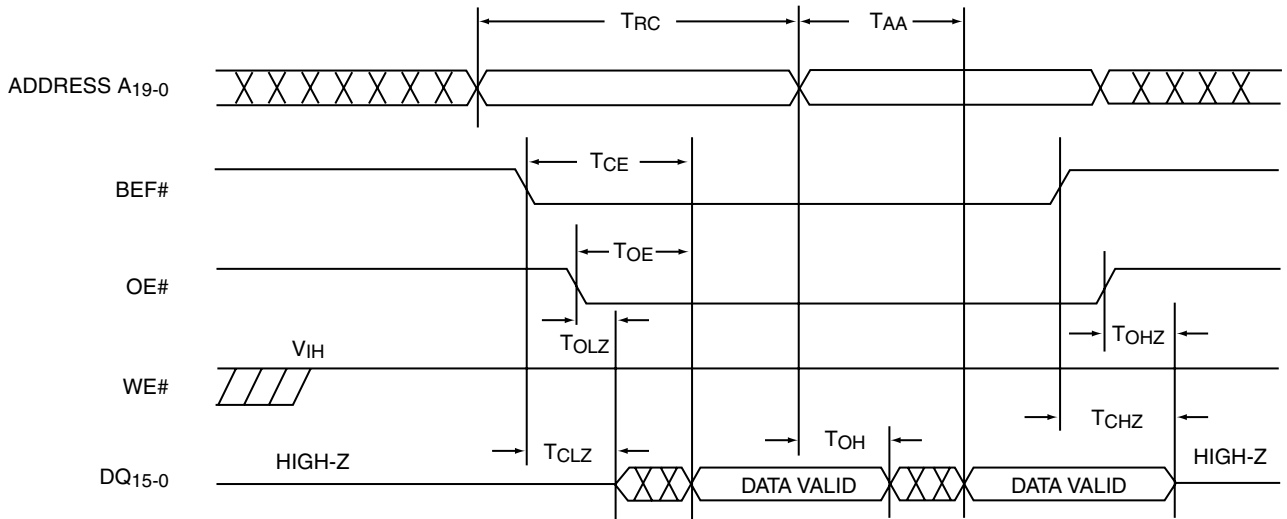 TRC
TAA
ADDRESS A19-0
TCE
BEF#
TOE
OE#
TOLZ
TOHZ
VIH
WE#
TCLZ
TOH
TCHZ
HIGH-Z
HIGH-Z
DQ15-0
DATA VALID
DATA VALID